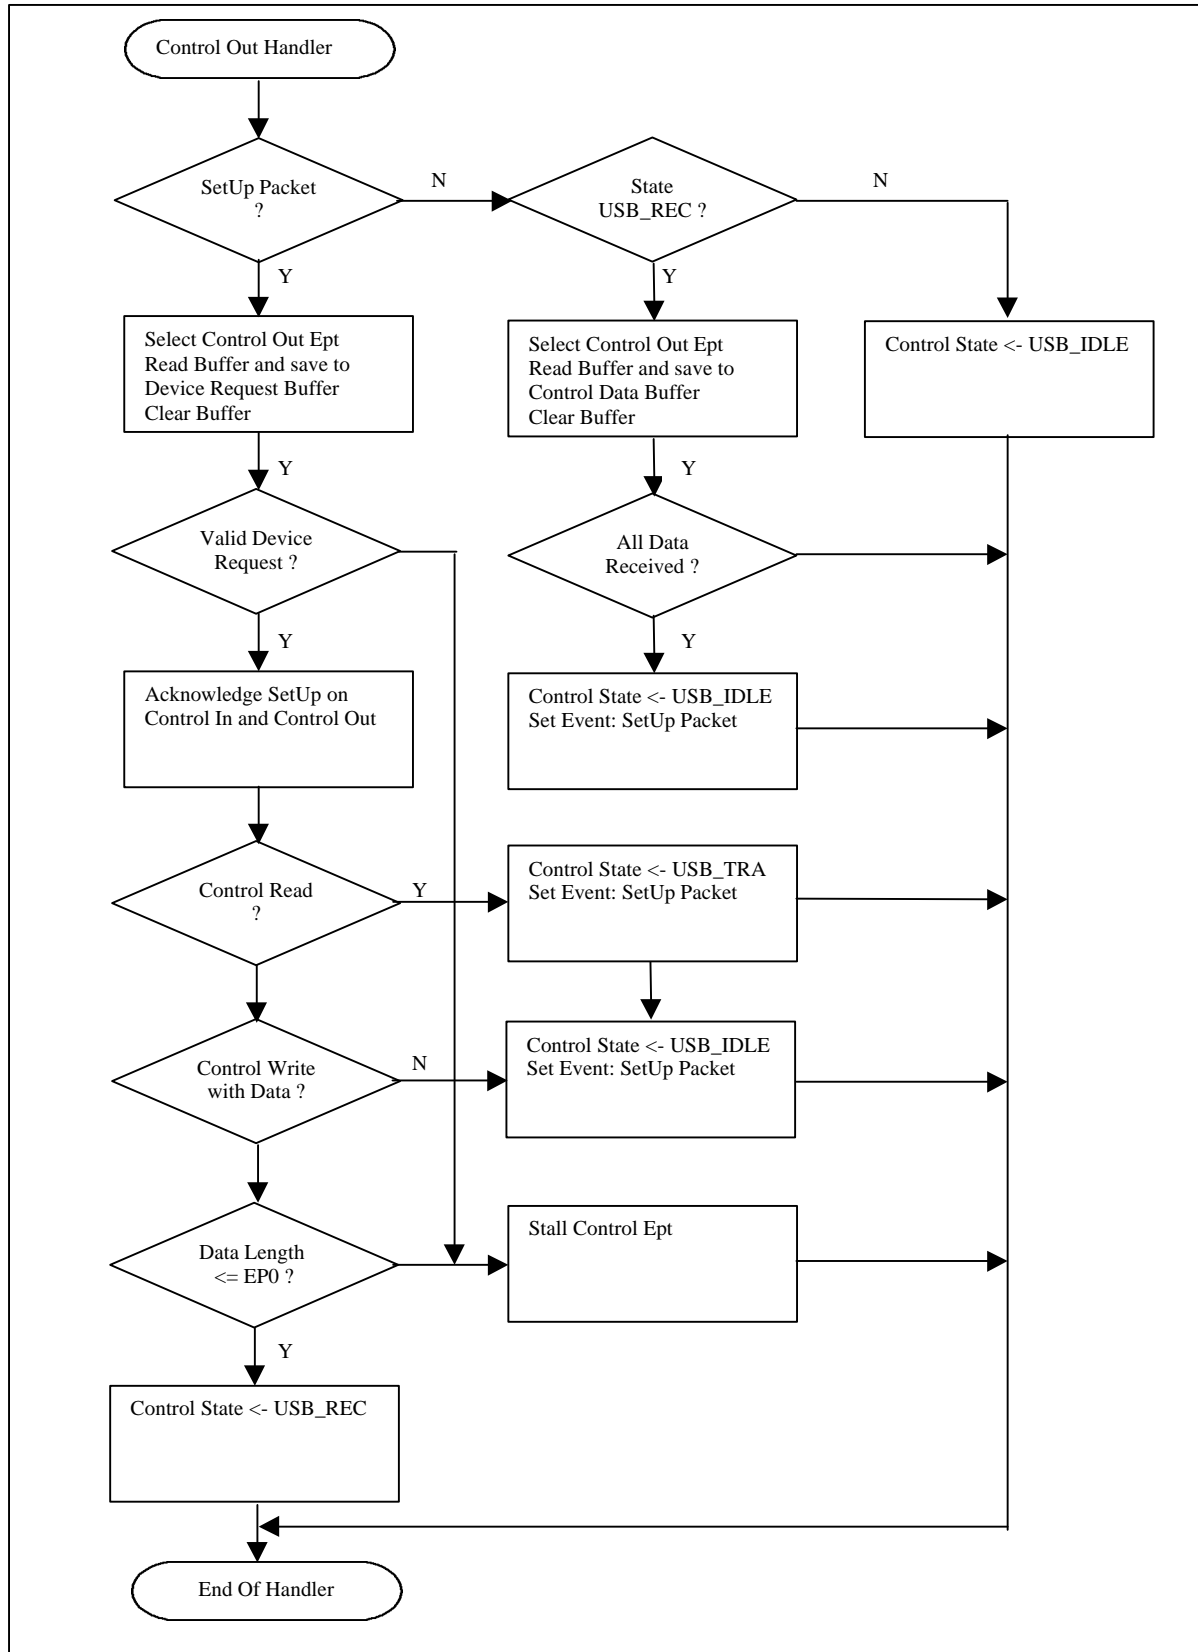 Control Out Handler
SetUp Packet
?
N
State
USB_REC ?
N
Y
Y
Select Control Out Ept
Read Buffer and save to
Device Request Buffer
Clear Buffer
Select Control Out Ept
Read Buffer and save to
Control Data Buffer
Clear Buffer
Control State <- USB_IDLE
Y
Y
Valid Device
Request ?
All Data
Received ?
Y
Y
Acknowledge SetUp on
Control In and Control Out
Control State <- USB_IDLE
Set Event: SetUp Packet
Control Read
?
Y
Control State <- USB_TRA
Set Event: SetUp Packet
Control Write
with Data ?
N
Control State <- USB_IDLE
Set Event: SetUp Packet
Data Length
<= EP0 ?
Stall Control Ept
Y
Control State <- USB_REC
End Of Handler